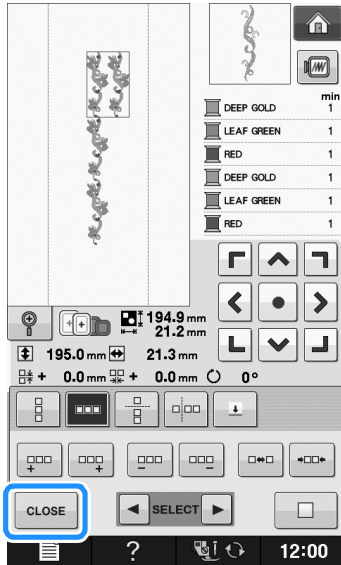 min
DEEP GOLD 1
LEAF GREEN 1
RED 1
DEEP GOLD 1
LEAF GREEN 1
RED 1
194.9 mm
21.2 mm
195.0 mm 21.3 mm
+ 0.0 mm + 0.0 mm 0°
CLOSE SELECT
? 12:00